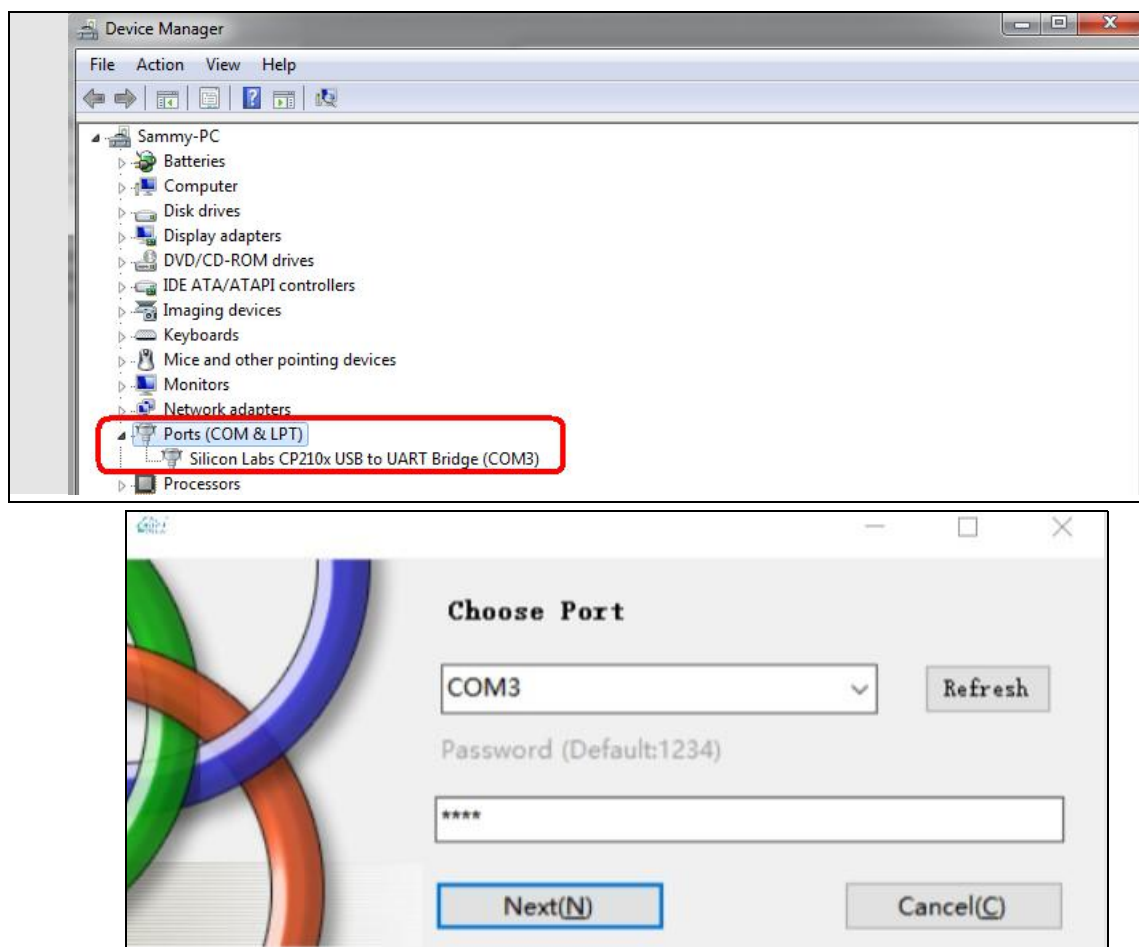 Device Manager
File Action View Help
Sammy-PC
Batteries
Computer
Disk drives
Display adapters
DVD/CD-ROM drives
IDE ATA/ATAPI controllers
Imaging devices
Keyboards
Mice and other pointing devices
Monitors
Network adapters
Ports (COM & LPT)
Silicon Labs CP210x USB to UART Bridge (COM3)
Processors
Choose Port
COM3
Refresh
Password (Default:1234)
****
Next(N)
Cancel(C)